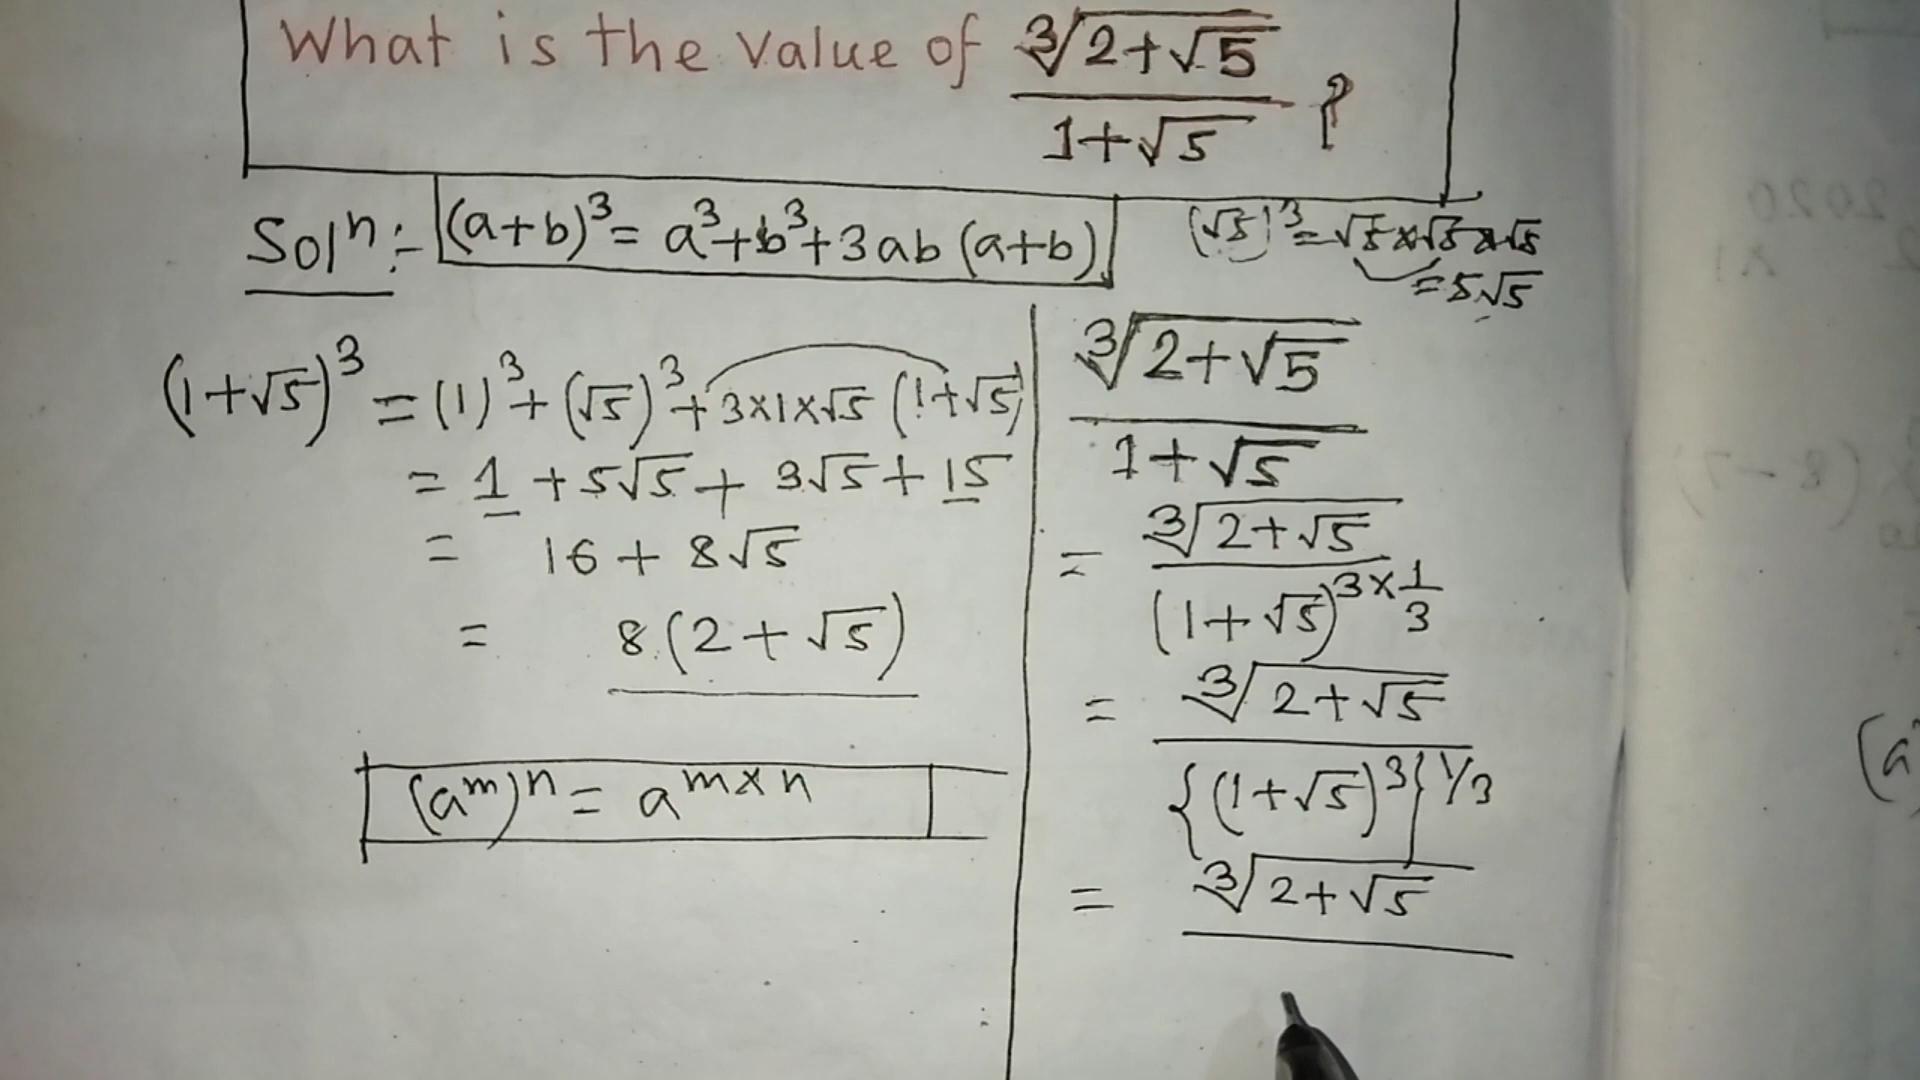 What is the value of ∛(2+√5) / (1+√5) ?
Solⁿ:- (a+b)³ = a³+b³+3ab(a+b)
(√5)³ = √5×√5×√5
= 5√5
(1+√5)³ = (1)³+(√5)³+3×1×√5(1+√5)
= 1+5√5+3√5+15
= 16+8√5
= 8(2+√5)
(aᵐ)ⁿ = aᵐˣⁿ
∛(2+√5) / (1+√5)
= ∛(2+√5) / (1+√5)^(3×1/3)
= ∛(2+√5) / {(1+√5)³}^(1/3)
= ∛(2+√5)
2020
(8-7)